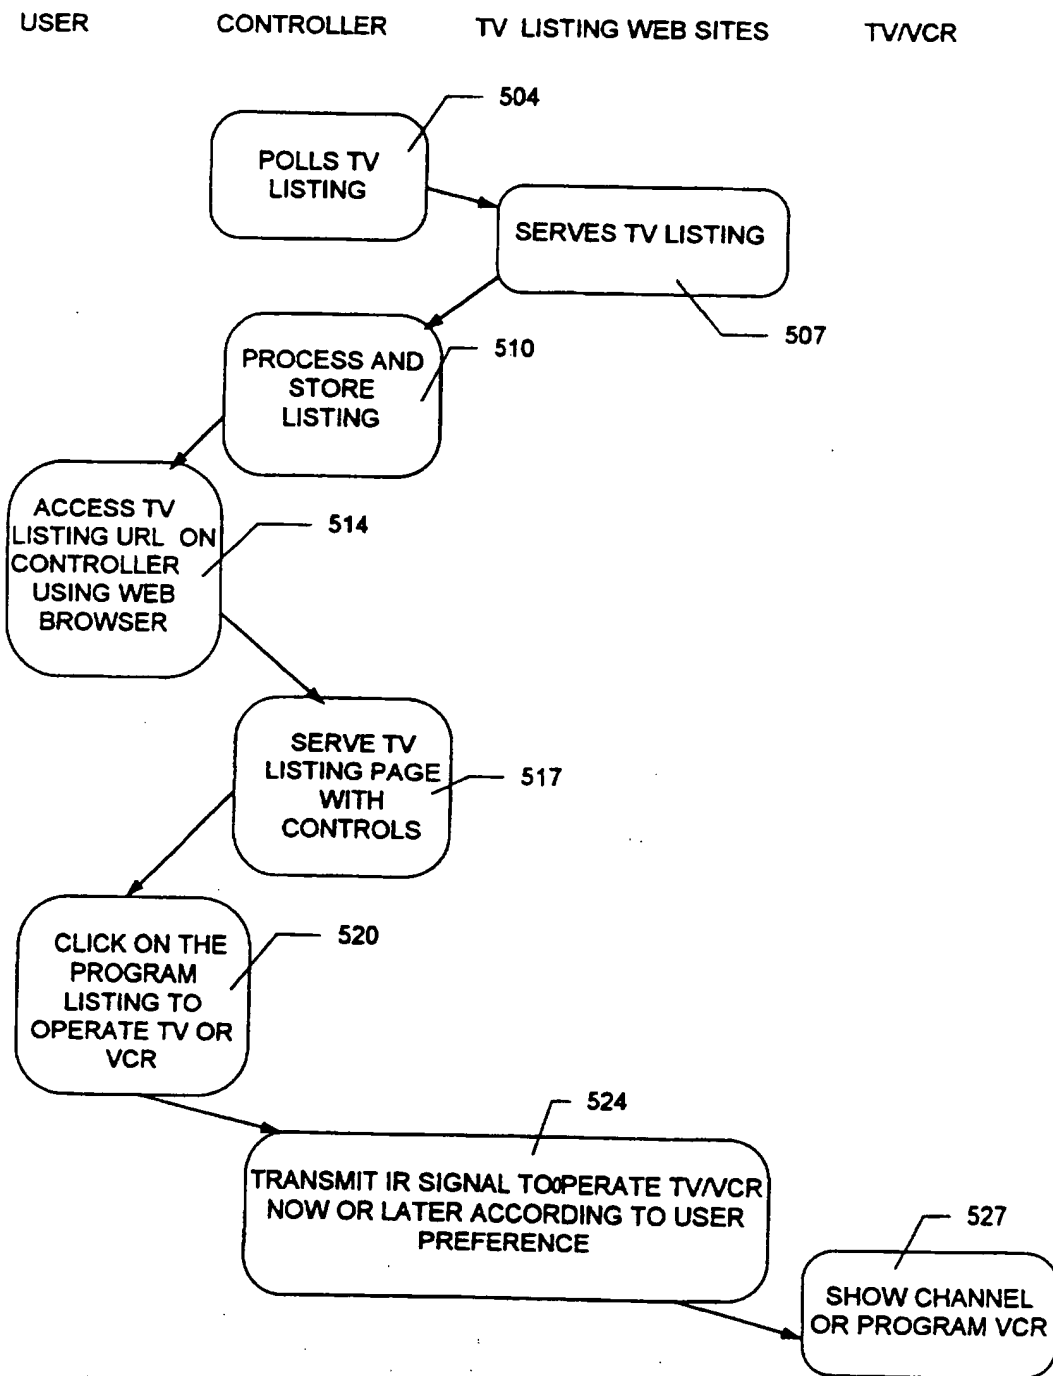 USER CONTROLLER TV LISTING WEB SITES TV/VCR
504
POLLS TV
LISTING
SERVES TV LISTING
507
510
PROCESS AND
STORE
LISTING
ACCESS TV
LISTING URL ON
CONTROLLER
USING WEB
BROWSER
514
SERVE TV
LISTING PAGE
WITH
CONTROLS
517
520
CLICK ON THE
PROGRAM
LISTING TO
OPERATE TV OR
VCR
524
TRANSMIT IR SIGNAL TOOPERATE TV/VCR
NOW OR LATER ACCORDING TO USER
PREFERENCE
527
SHOW CHANNEL
OR PROGRAM VCR